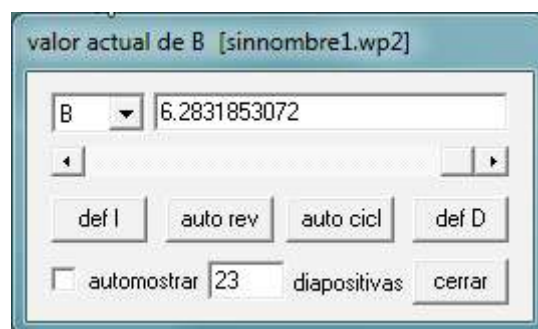 valor actual de B [sinnombre1.wp2]
B 6.2831853072
def I auto rev auto cicl def D
automostrar 23 diapositivas cerrar